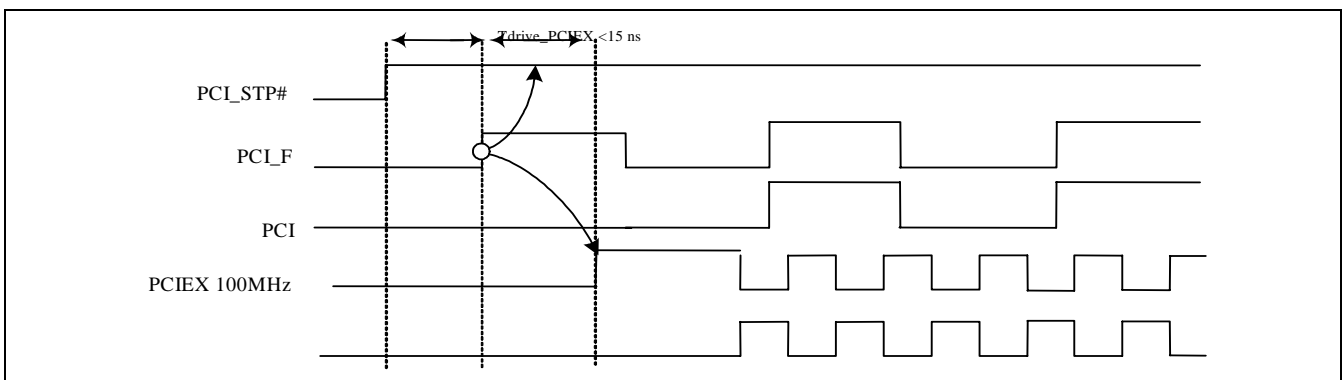 Tdrive_PCIEX <15 ns
PCI_STP#
PCI_F
PCI
PCIEX 100MHz